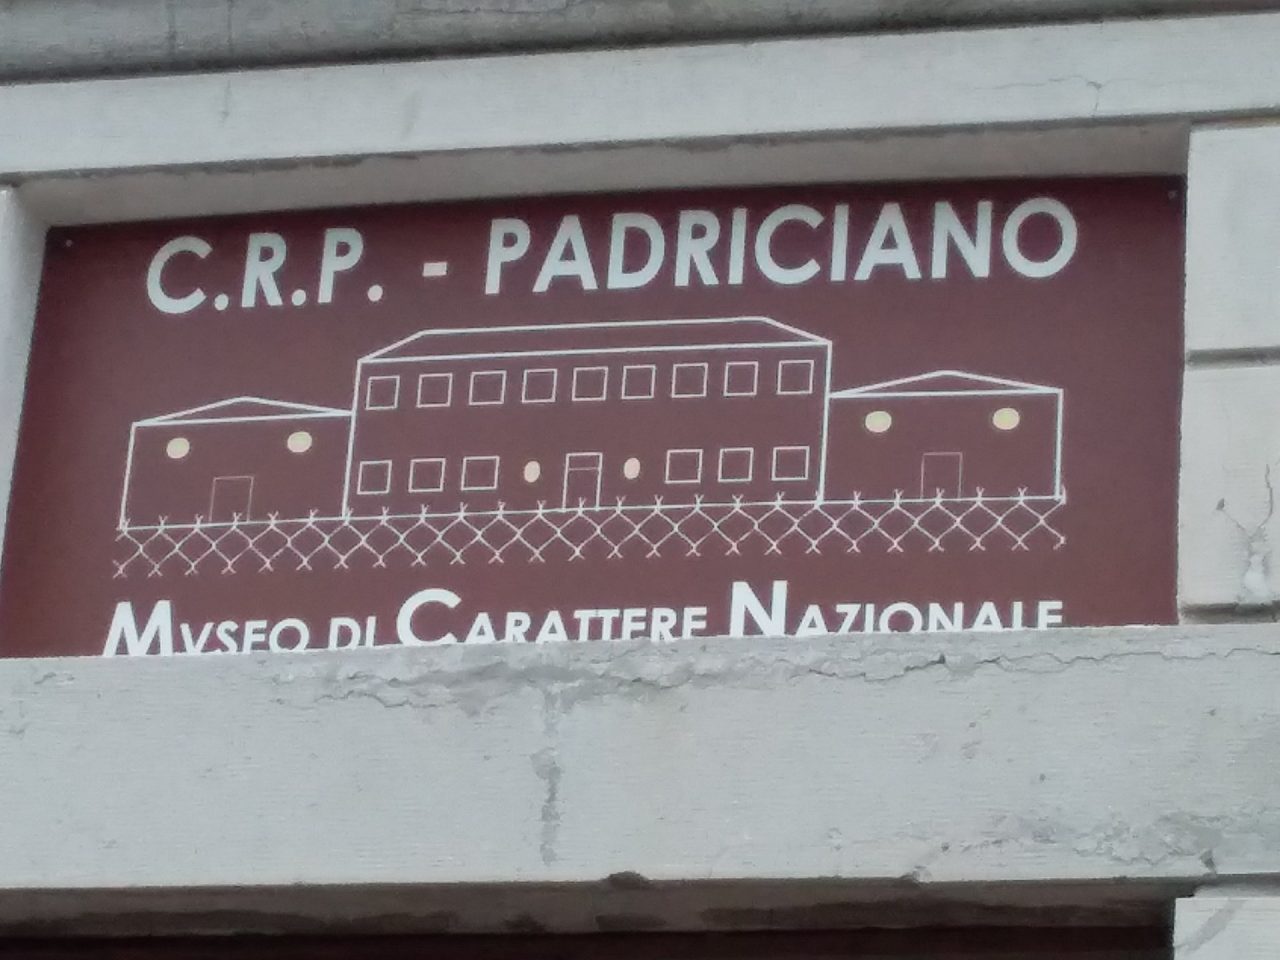 C.R.P. - PADRICIANO
MVSEO DI CARATTERE NAZIONALE